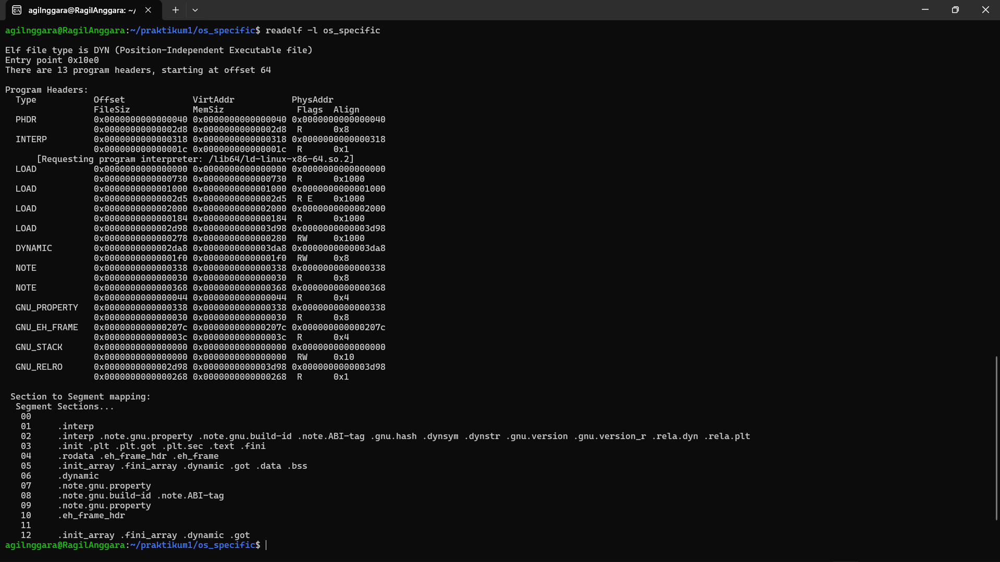 agilnggara@RagilAnggara: ~/
agilnggara@RagilAnggara:~/praktikum1/os_specific$ readelf -l os_specific
Elf file type is DYN (Position-Independent Executable file)
Entry point 0x10e0
There are 13 program headers, starting at offset 64
Program Headers:
  Type           Offset             VirtAddr           PhysAddr
                 FileSiz            MemSiz              Flags  Align
  PHDR           0x0000000000000040 0x0000000000000040 0x0000000000000040
                 0x00000000000002d8 0x00000000000002d8  R      0x8
  INTERP         0x0000000000000318 0x0000000000000318 0x0000000000000318
                 0x000000000000001c 0x000000000000001c  R      0x1
      [Requesting program interpreter: /lib64/ld-linux-x86-64.so.2]
  LOAD           0x0000000000000000 0x0000000000000000 0x0000000000000000
                 0x0000000000000730 0x0000000000000730  R      0x1000
  LOAD           0x0000000000001000 0x0000000000001000 0x0000000000001000
                 0x00000000000002d5 0x00000000000002d5  R E    0x1000
  LOAD           0x0000000000002000 0x0000000000002000 0x0000000000002000
                 0x0000000000000184 0x0000000000000184  R      0x1000
  LOAD           0x0000000000002d98 0x0000000000003d98 0x0000000000003d98
                 0x0000000000000278 0x0000000000000280  RW     0x1000
  DYNAMIC        0x0000000000002da8 0x0000000000003da8 0x0000000000003da8
                 0x00000000000001f0 0x00000000000001f0  RW     0x8
  NOTE           0x0000000000000338 0x0000000000000338 0x0000000000000338
                 0x0000000000000030 0x0000000000000030  R      0x8
  NOTE           0x0000000000000368 0x0000000000000368 0x0000000000000368
                 0x0000000000000044 0x0000000000000044  R      0x4
  GNU_PROPERTY   0x0000000000000338 0x0000000000000338 0x0000000000000338
                 0x0000000000000030 0x0000000000000030  R      0x8
  GNU_EH_FRAME   0x000000000000207c 0x000000000000207c 0x000000000000207c
                 0x000000000000003c 0x000000000000003c  R      0x4
  GNU_STACK      0x0000000000000000 0x0000000000000000 0x0000000000000000
                 0x0000000000000000 0x0000000000000000  RW     0x10
  GNU_RELRO      0x0000000000002d98 0x0000000000003d98 0x0000000000003d98
                 0x0000000000000268 0x0000000000000268  R      0x1
 Section to Segment mapping:
  Segment Sections...
   00
   01     .interp
   02     .interp .note.gnu.property .note.gnu.build-id .note.ABI-tag .gnu.hash .dynsym .dynstr .gnu.version .gnu.version_r .rela.dyn .rela.plt
   03     .init .plt .plt.got .plt.sec .text .fini
   04     .rodata .eh_frame_hdr .eh_frame
   05     .init_array .fini_array .dynamic .got .data .bss
   06     .dynamic
   07     .note.gnu.property
   08     .note.gnu.build-id .note.ABI-tag
   09     .note.gnu.property
   10     .eh_frame_hdr
   11
   12     .init_array .fini_array .dynamic .got
agilnggara@RagilAnggara:~/praktikum1/os_specific$